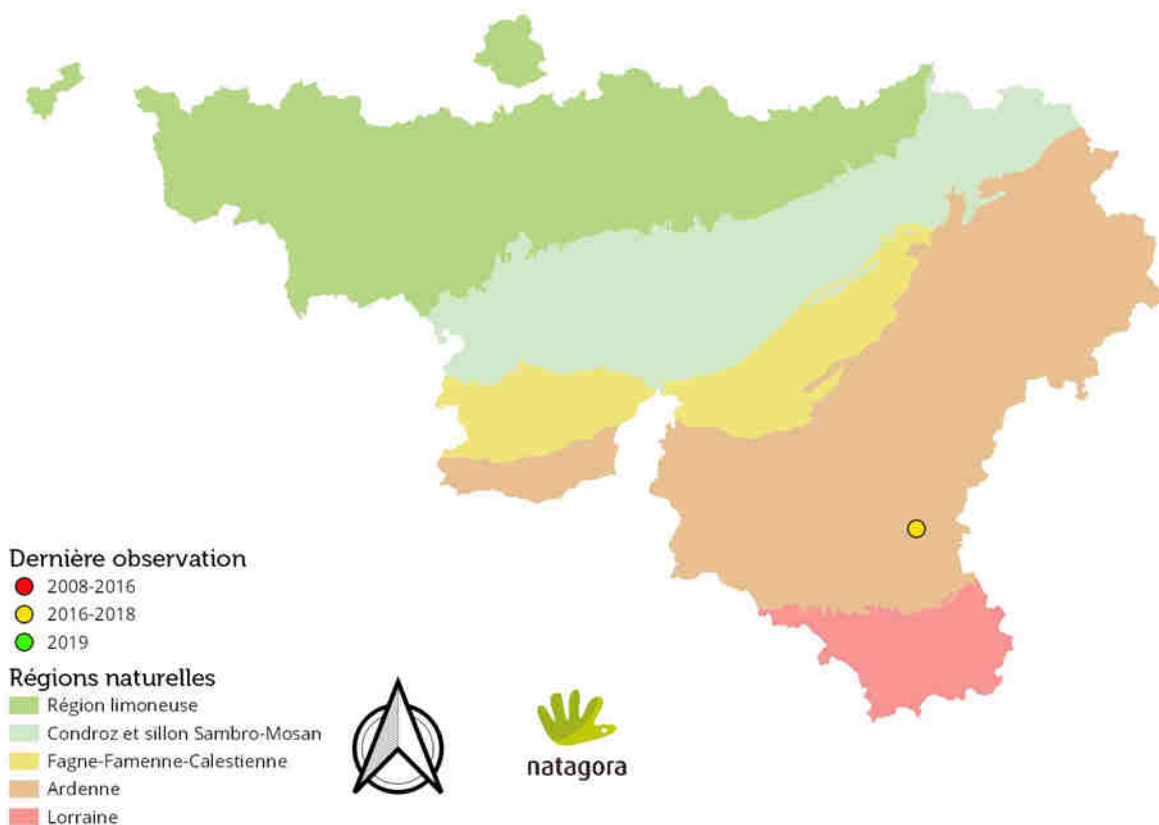 Dernière observation
2008-2016
2016-2018
2019
Régions naturelles
Région limoneuse
Condroz et sillon Sambro-Mosan
Fagne-Famenne-Calestienne
Ardenne
Lorraine
natagora